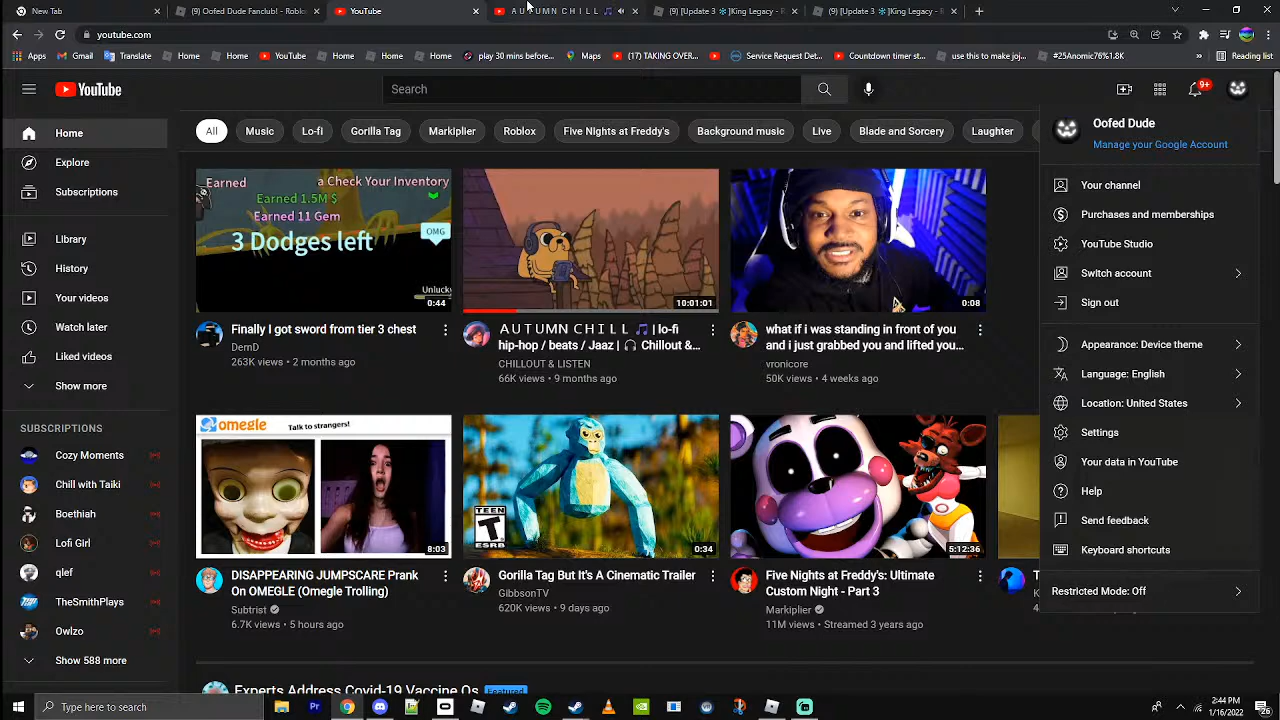 New Tab
(9) Oofed Dude Fanclub! - Roblo
YouTube
A U T U M N C H I L L 🎵
(9) [Update 3 ❄️]King Legacy - R
(9) [Update 3 ❄️]King Legacy - R
youtube.com
Apps
Gmail
Translate
Home
Home
YouTube
Home
Home
Home
play 30 mins before...
Maps
(17) TAKING OVER...
Service Request Det...
Countdown timer st...
use this to make joj...
#25Anomic76%1.8K
»
Reading list
YouTube
Search
9+
All
Music
Lo-fi
Gorilla Tag
Markiplier
Roblox
Five Nights at Freddy's
Background music
Live
Blade and Sorcery
Laughter
Home
Explore
Subscriptions
Library
History
Your videos
Watch later
Liked videos
Show more
SUBSCRIPTIONS
Cozy Moments
Chill with Taiki
Boethiah
Lofi Girl
qlef
TheSmithPlays
Owlzo
Show 588 more
Earned a Check Your Inventory
Earned 1.5M $
Earned 11 Gem
3 Dodges left
OMG
Unlucky
0:44
Finally I got sword from tier 3 chest
DemD
263K views • 2 months ago
10:01:01
A U T U M N C H I L L 🎵 | lo-fi
hip-hop / beats / Jaaz | 🎧 Chillout &...
CHILLOUT & LISTEN
66K views • 9 months ago
0:08
what if i was standing in front of you
and i just grabbed you and lifted you...
vronicore
50K views • 4 weeks ago
omegle
Talk to strangers!
8:03
DISAPPEARING JUMPSCARE Prank
On OMEGLE (Omegle Trolling)
Subtrist
6.7K views • 5 hours ago
TEEN
T
ESRB
0:34
Gorilla Tag But It's A Cinematic Trailer
GibbsonTV
620K views • 9 days ago
5:12:36
Five Nights at Freddy's: Ultimate
Custom Night - Part 3
Markiplier
11M views • Streamed 3 years ago
Experts Address Covid-19 Vaccine Qs
Featured
Oofed Dude
Manage your Google Account
Your channel
Purchases and memberships
YouTube Studio
Switch account
Sign out
Appearance: Device theme
Language: English
Location: United States
Settings
Your data in YouTube
Help
Send feedback
Keyboard shortcuts
Restricted Mode: Off
Type here to search
Pr
2:44 PM
1/16/2022
26